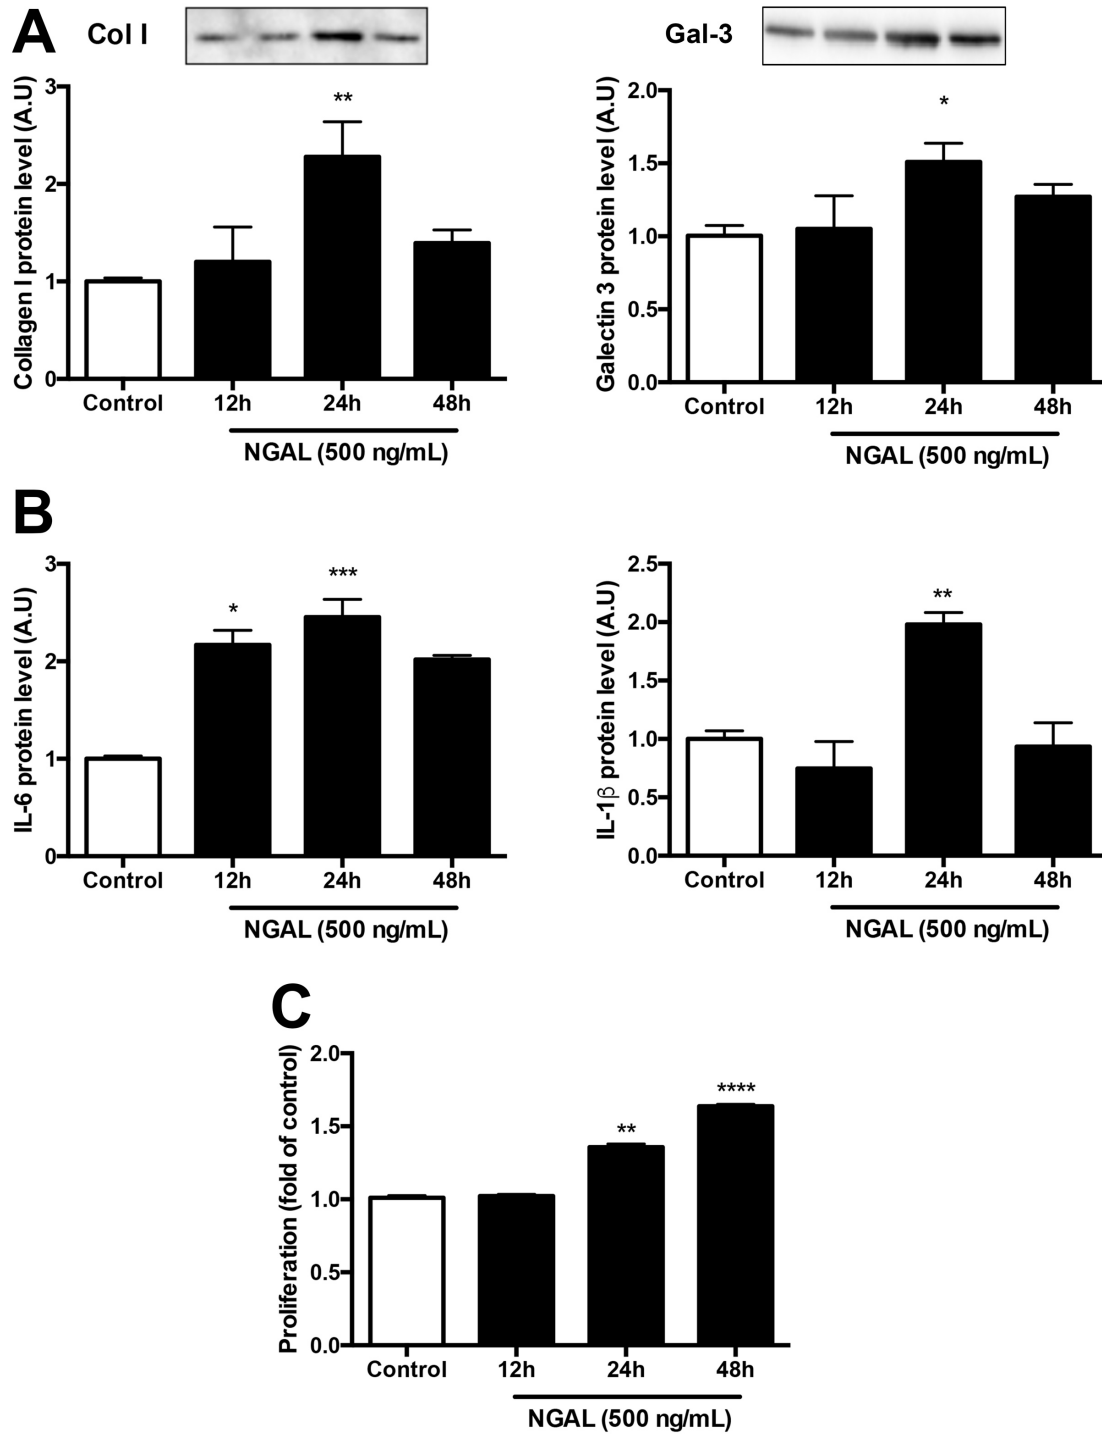 A
Col I
Collagen I protein level (A.U)
3
2
1
0
**
Control 12h 24h 48h
NGAL (500 ng/mL)
Gal-3
Galectin 3 protein level (A.U)
2.0
1.5
1.0
0.5
0.0
*
Control 12h 24h 48h
NGAL (500 ng/mL)
B
IL-6 protein level (A.U)
3
2
1
0
* ***
Control 12h 24h 48h
NGAL (500 ng/mL)
IL-1β protein level (A.U)
2.5
2.0
1.5
1.0
0.5
0.0
**
Control 12h 24h 48h
NGAL (500 ng/mL)
C
Proliferation (fold of control)
2.0
1.5
1.0
0.5
0.0
** ****
Control 12h 24h 48h
NGAL (500 ng/mL)